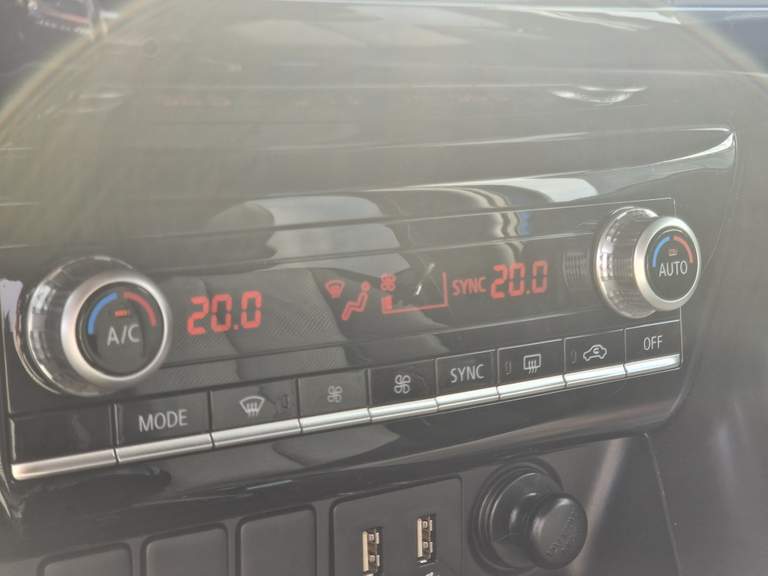 20.0 SYNC 20.0
A/C AUTO
MODE SYNC OFF